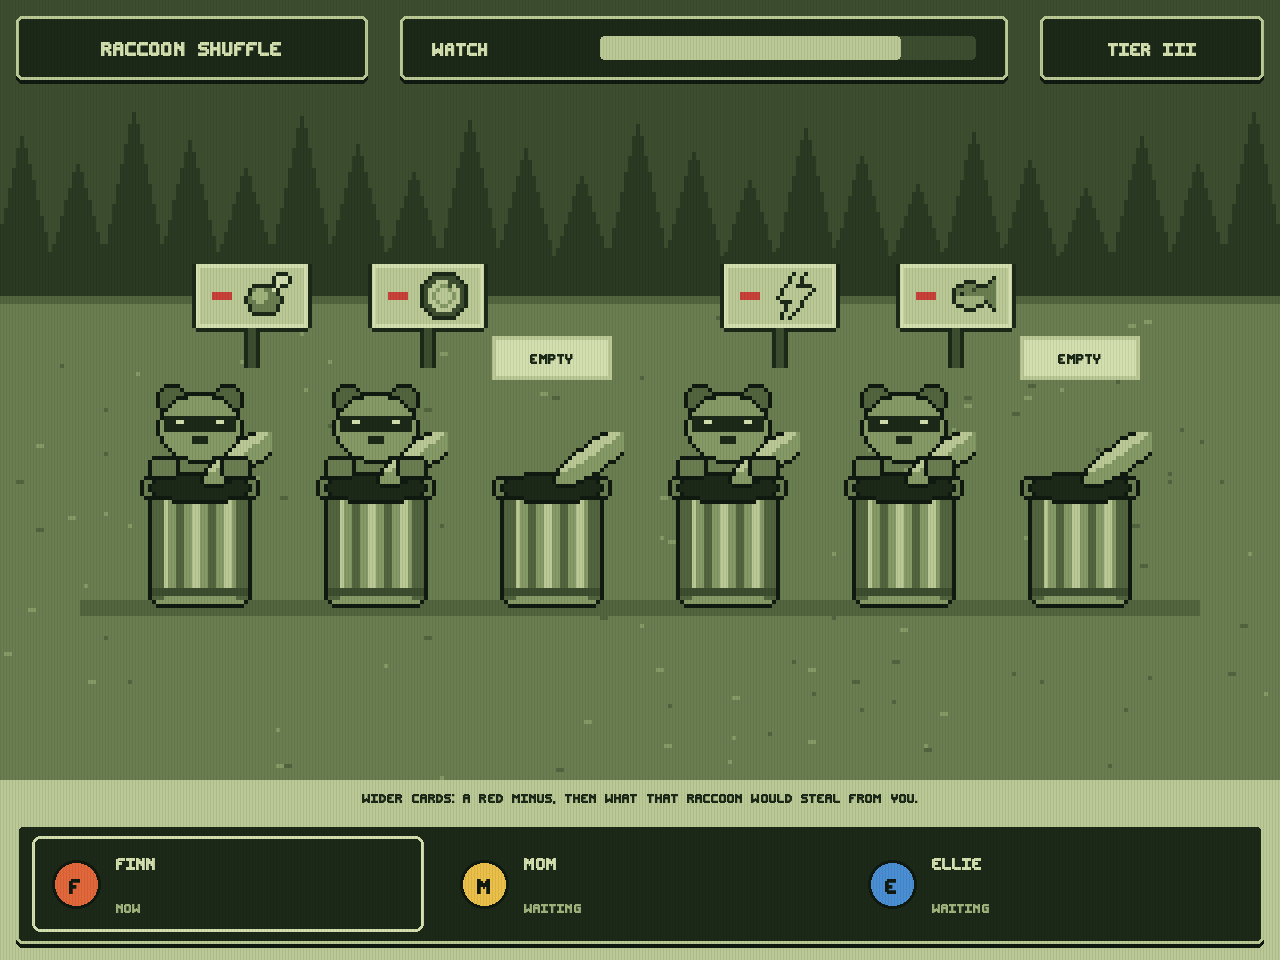 RACCOON SHUFFLE
WATCH
TIER III
EMPTY
EMPTY
WIDER CARDS: A RED MINUS, THEN WHAT THAT RACCOON WOULD STEAL FROM YOU.
F
FINN
NOW
M
MOM
WAITING
E
ELLIE
WAITING